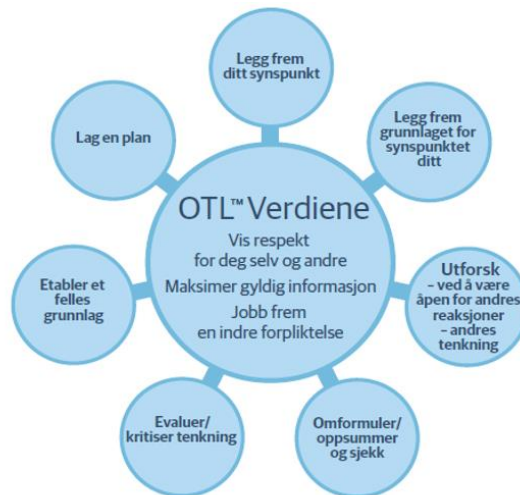 Legg frem
ditt synspunkt
Legg frem
grunnlaget for
synspunktet
ditt
Utforsk
– ved å være
åpen for andres
reaksjoner
– andres
tenkning
Omformuler/
oppsummer
og sjekk
Evaluer/
kritiser tenkning
Etabler et
felles
grunnlag
Lag en plan
OTL™ Verdiene
Vis respekt
for deg selv og andre
Maksimer gyldig informasjon
Jobb frem
en indre forpliktelse